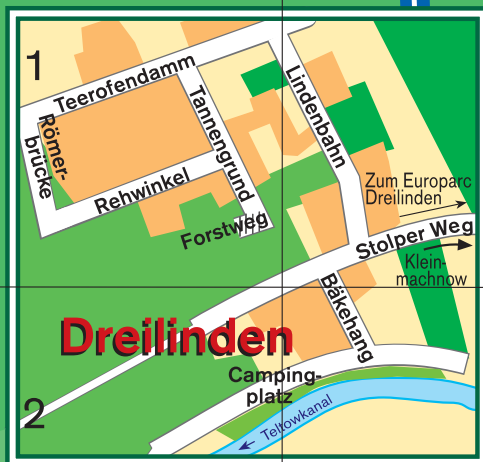 1
Teerofendamm
Römer-
brücke
Tannengrund
Lindenbahn
Rehwinkel
Forstweg
Zum Europarc
Dreilinden
Stolper Weg
Klein-
machnow
Bäkehang
Dreilinden
Camping-
platz
2
Teltowkanal